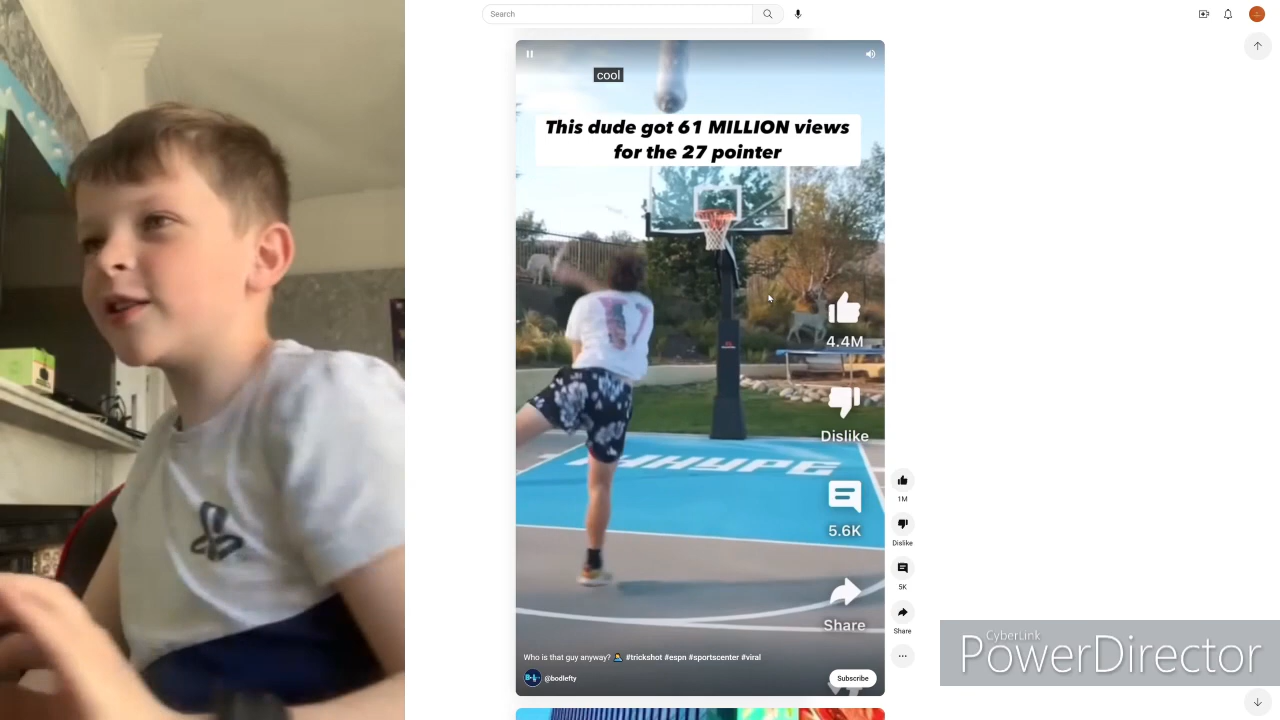 Search
cool
This dude got 61 MILLION views
for the 27 pointer
4.4M
Dislike
5.6K
Share
1M
Dislike
5K
Share
Who is that guy anyway? 🤷‍♂️ #trickshot #espn #sportscenter #viral
@bodlefty
Subscribe
CyberLink
PowerDirector